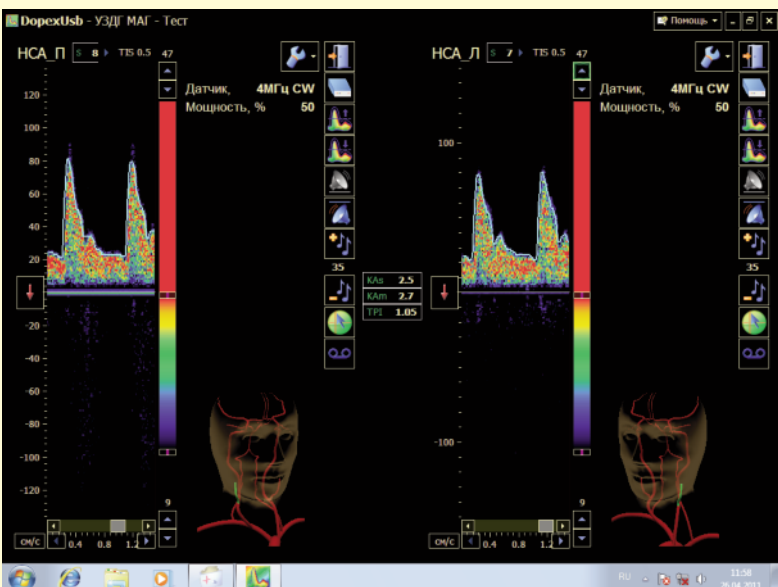 DopexUsb - УЗДГ МАГ - Тест
Помощь
НСА_П S 8 TIS 0.5 47
Датчик, 4МГц CW
Мощность, % 50
120
100
80
60
40
20
-20
-40
-60
-80
-100
-120
35
9
см/с 0.4 0.8 1.2
KAs 2.5
KAm 2.7
TPI 1.05
НСА_Л S 7 TIS 0.5 47
Датчик, 4МГц CW
Мощность, % 50
100
-100
35
9
см/с 0.4 0.8 1.2
RU 11:58
26.04.2011